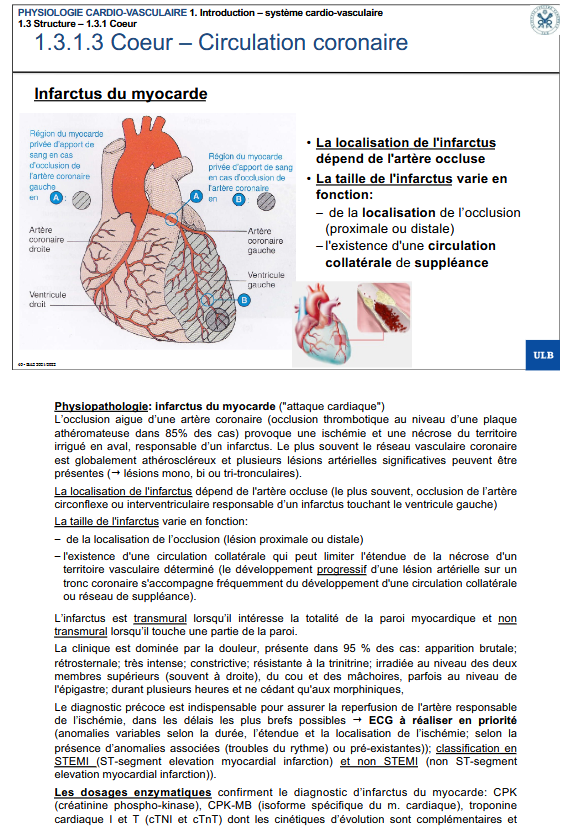 PHYSIOLOGIE CARDIO-VASCULAIRE 1. Introduction – système cardio-vasculaire
1.3 Structure – 1.3.1 Coeur
1.3.1.3 Coeur – Circulation coronaire
Infarctus du myocarde
Région du myocarde
privée d'apport de
sang en cas
d'occlusion de
l'artère coronaire
gauche
en A :
Région du myocarde
privée d'apport de sang
en cas d'occlusion de
l'artère coronaire
en B :
A
Artère
coronaire
droite
Artère
coronaire
gauche
Ventricule
gauche
B
Ventricule
droit
• La localisation de l'infarctus
dépend de l'artère occluse
• La taille de l'infarctus varie en
fonction:
– de la localisation de l'occlusion
(proximale ou distale)
– l'existence d'une circulation
collatérale de suppléance
ULB
Physiopathologie: infarctus du myocarde ("attaque cardiaque")
L'occlusion aigue d'une artère coronaire (occlusion thrombotique au niveau d'une plaque
athéromateuse dans 85% des cas) provoque une ischémie et une nécrose du territoire
irrigué en aval, responsable d'un infarctus. Le plus souvent le réseau vasculaire coronaire
est globalement athéroscléreux et plusieurs lésions artérielles significatives peuvent être
présentes (→ lésions mono, bi ou tri-tronculaires).
La localisation de l'infarctus dépend de l'artère occluse (le plus souvent, occlusion de l'artère
circonflexe ou interventriculaire responsable d'un infarctus touchant le ventricule gauche)
La taille de l'infarctus varie en fonction:
– de la localisation de l'occlusion (lésion proximale ou distale)
– l'existence d'une circulation collatérale qui peut limiter l'étendue de la nécrose d'un
territoire vasculaire déterminé (le développement progressif d'une lésion artérielle sur un
tronc coronaire s'accompagne fréquemment du développement d'une circulation collatérale
ou réseau de suppléance).
L'infarctus est transmural lorsqu'il intéresse la totalité de la paroi myocardique et non
transmural lorsqu'il touche une partie de la paroi.
La clinique est dominée par la douleur, présente dans 95 % des cas: apparition brutale;
rétrosternale; très intense; constrictive; résistante à la trinitrine; irradiée au niveau des deux
membres supérieurs (souvent à droite), du cou et des mâchoires, parfois au niveau de
l'épigastre; durant plusieurs heures et ne cédant qu'aux morphiniques,
Le diagnostic précoce est indispensable pour assurer la reperfusion de l'artère responsable
de l'ischémie, dans les délais les plus brefs possibles → ECG à réaliser en priorité
(anomalies variables selon la durée, l'étendue et la localisation de l'ischémie; selon la
présence d'anomalies associées (troubles du rythme) ou pré-existantes)); classification en
STEMI (ST-segment elevation myocardial infarction) et non STEMI (non ST-segment
elevation myocardial infarction)).
Les dosages enzymatiques confirment le diagnostic d'infarctus du myocarde: CPK
(créatinine phospho-kinase), CPK-MB (isoforme spécifique du m. cardiaque), troponine
cardiaque I et T (cTNI et cTnT) dont les cinétiques d'évolution sont complémentaires et